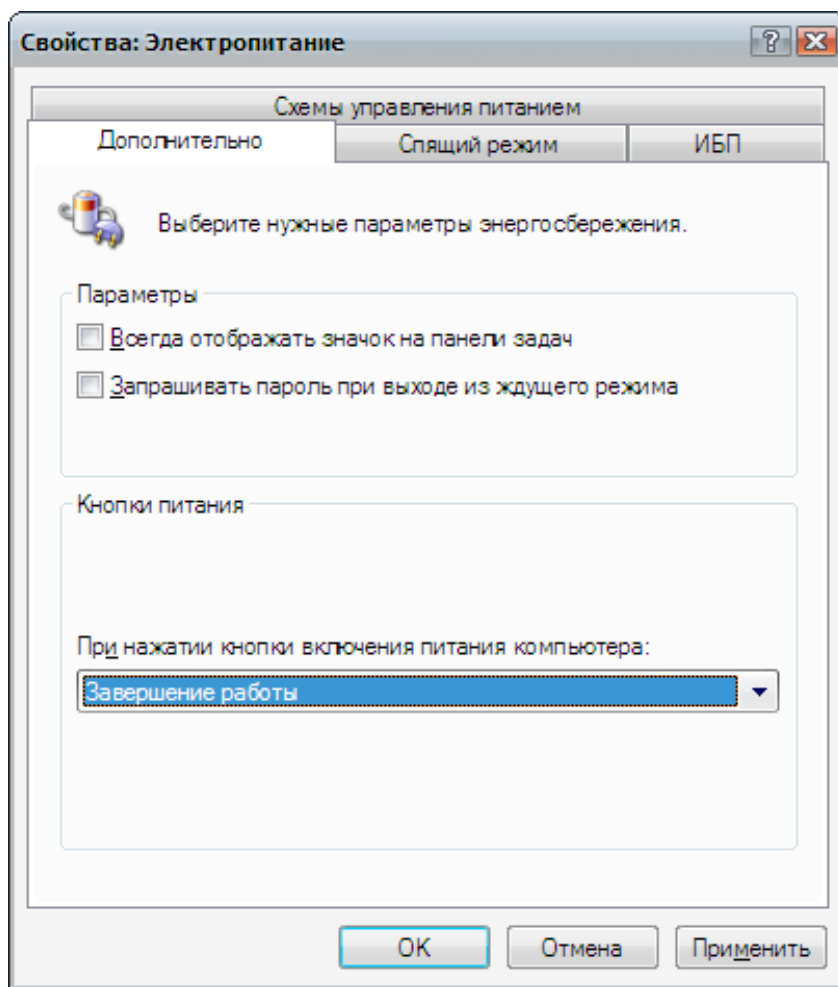 Свойства: Электропитание
Схемы управления питанием
Дополнительно Спящий режим ИБП
Выберите нужные параметры энергосбережения.
Параметры
Всегда отображать значок на панели задач
Запрашивать пароль при выходе из ждущего режима
Кнопки питания
При нажатии кнопки включения питания компьютера:
Завершение работы
OK Отмена Применить